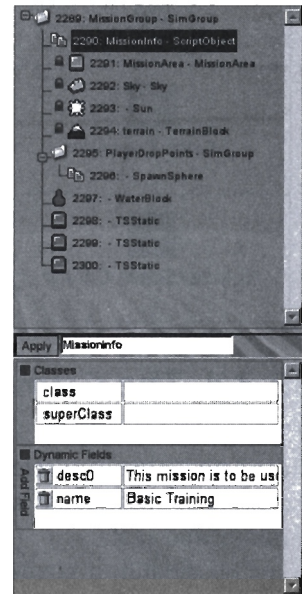 2289: MissionGroup - SimGroup
2290: MissionInfo - ScriptObject
2291: MissionArea - MissionArea
2292: Sky - Sky
2293: - Sun
2294: terrain - TerrainBlock
2295: PlayerDropPoints - SimGroup
2296: - SpawnSphere
2297: - WaterBlock
2298: - TSStatic
2299: - TSStatic
2300: - TSStatic
Apply MissionInfo
Classes
class
superClass
Dynamic Fields
Add Field
desc0 This mission is to be use
name Basic Training